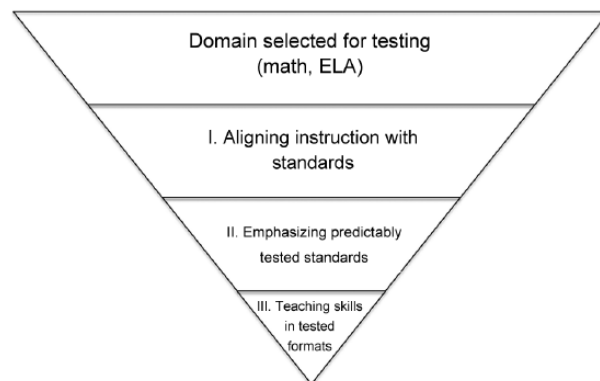 Domain selected for testing
(math, ELA)
I. Aligning instruction with
standards
II. Emphasizing predictably
tested standards
III. Teaching skills
in tested
formats